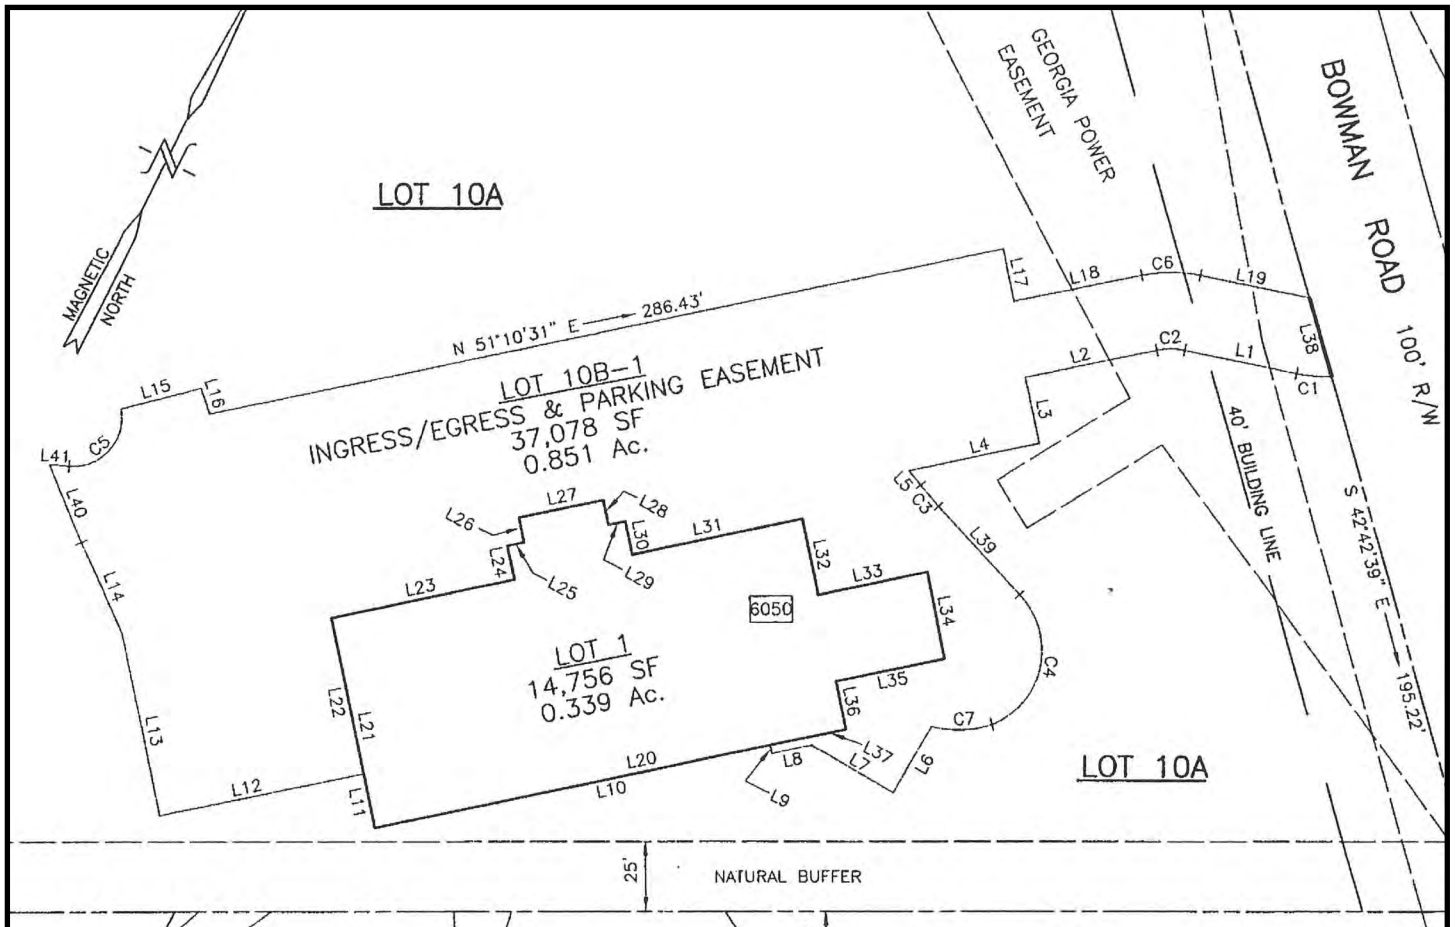 GEORGIA POWER
EASEMENT
BOWMAN ROAD 100' R/W
LOT 10A
MAGNETIC
NORTH
L17
L18
C6
L19
N 51°10'31" E 286.43'
L38
L15
L16
LOT 10B-1
INGRESS/EGRESS & PARKING EASEMENT
37,078 SF
0.851 Ac.
L2
C2
L1
C1
L3
L41
C5
L4
L5
C3
40' BUILDING LINE
S 42°42'39" E 195.22'
L40
L27
L28
L26
L30
L31
L39
L24
L25
L29
L14
L23
L32
L33
6050
L34
LOT 1
14,756 SF
0.339 Ac.
C4
L35
L22
L21
L36
C7
L13
L20
L37
L8
L7
L6
LOT 10A
L12
L11
L10
L9
25'
NATURAL BUFFER